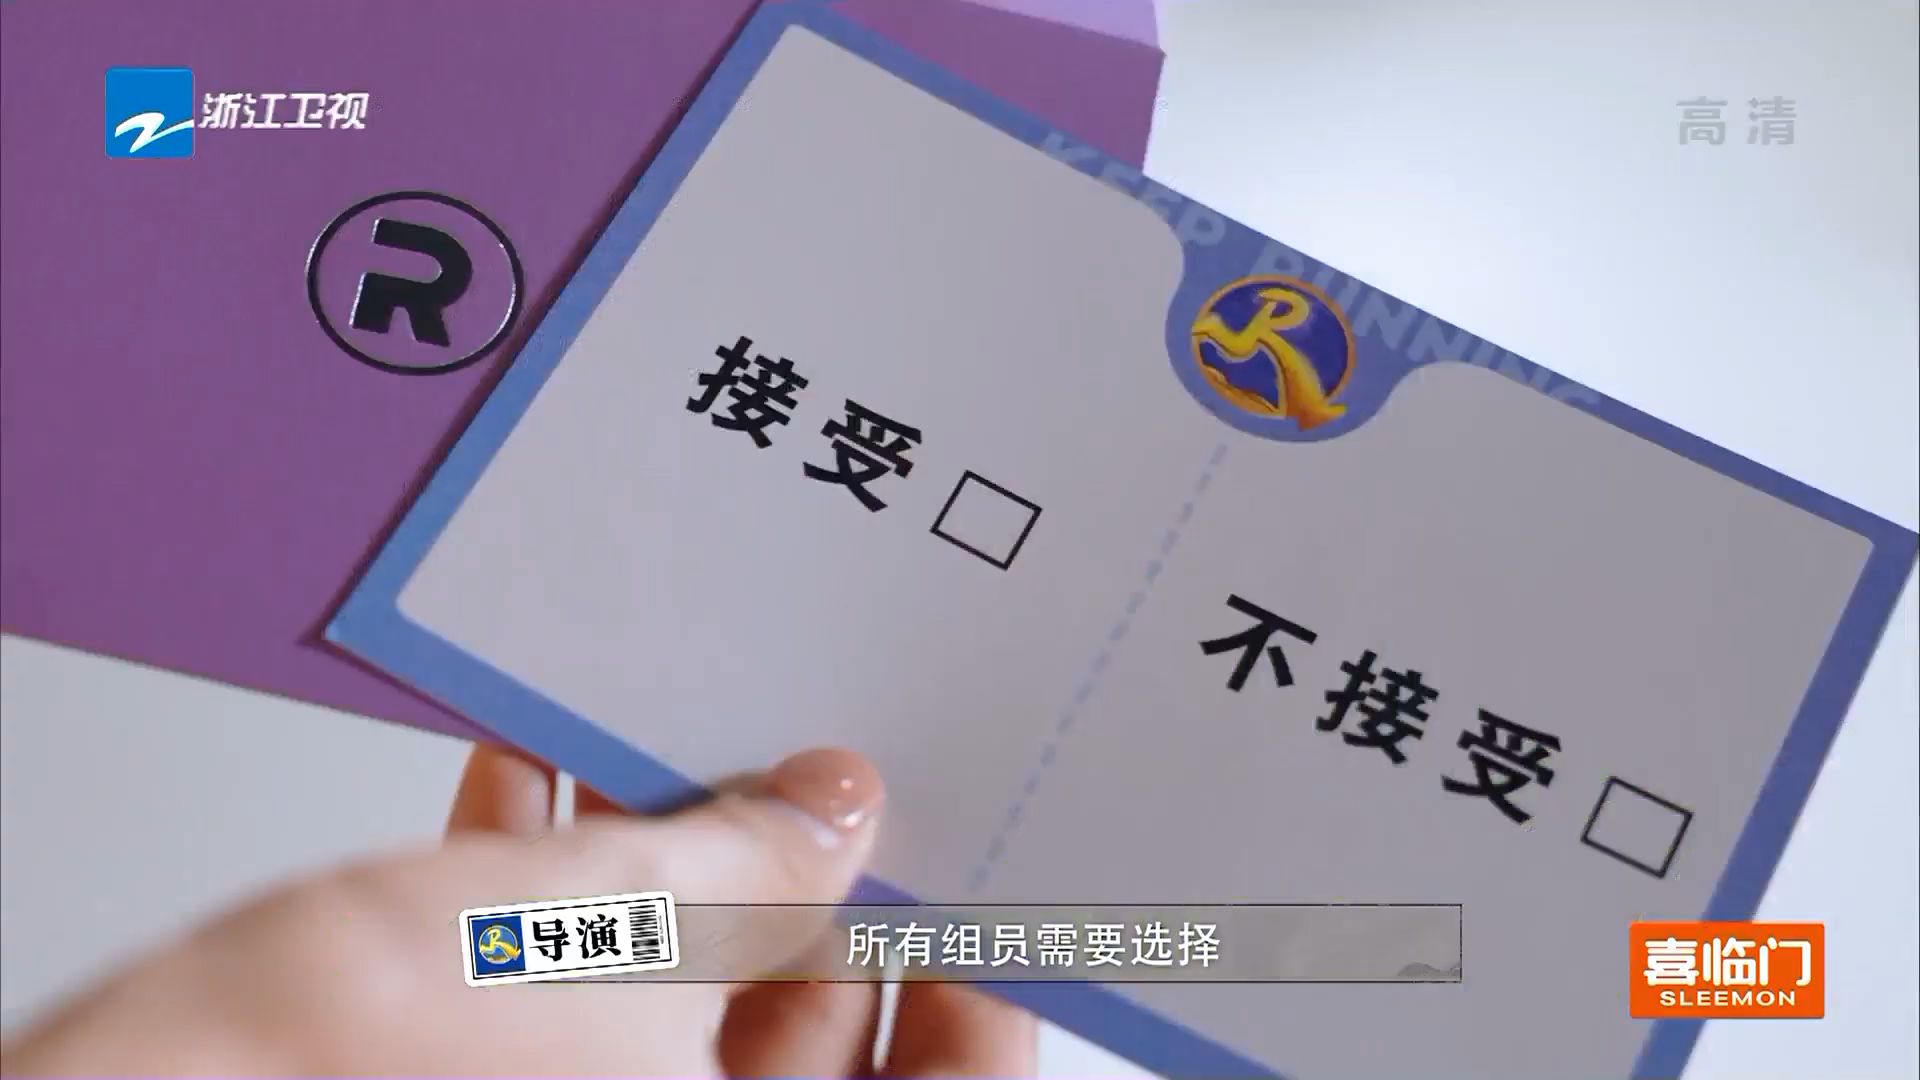 浙江卫视
高清
R
KEEP RUNNING
R
接受
不接受
R
导演
所有组员需要选择
喜临门
SLEEMON